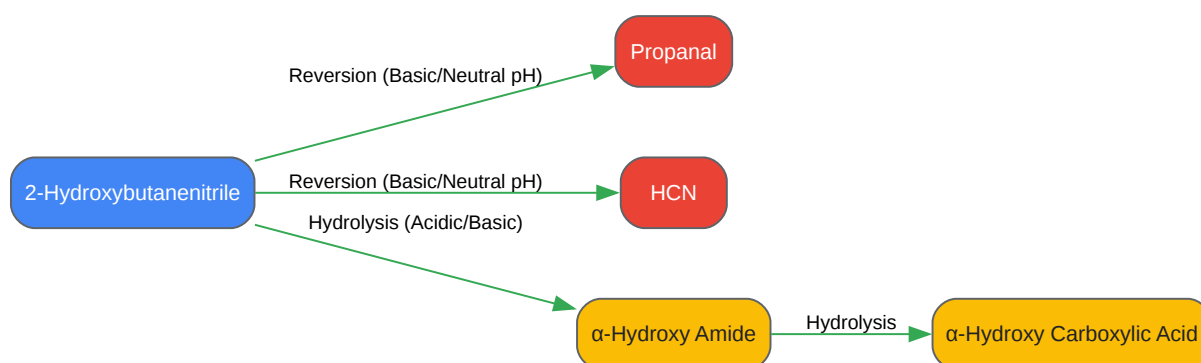 Propanal
Reversion (Basic/Neutral pH)
2-Hydroxybutanenitrile
Reversion (Basic/Neutral pH)
HCN
Hydrolysis (Acidic/Basic)
α-Hydroxy Amide
Hydrolysis
α-Hydroxy Carboxylic Acid